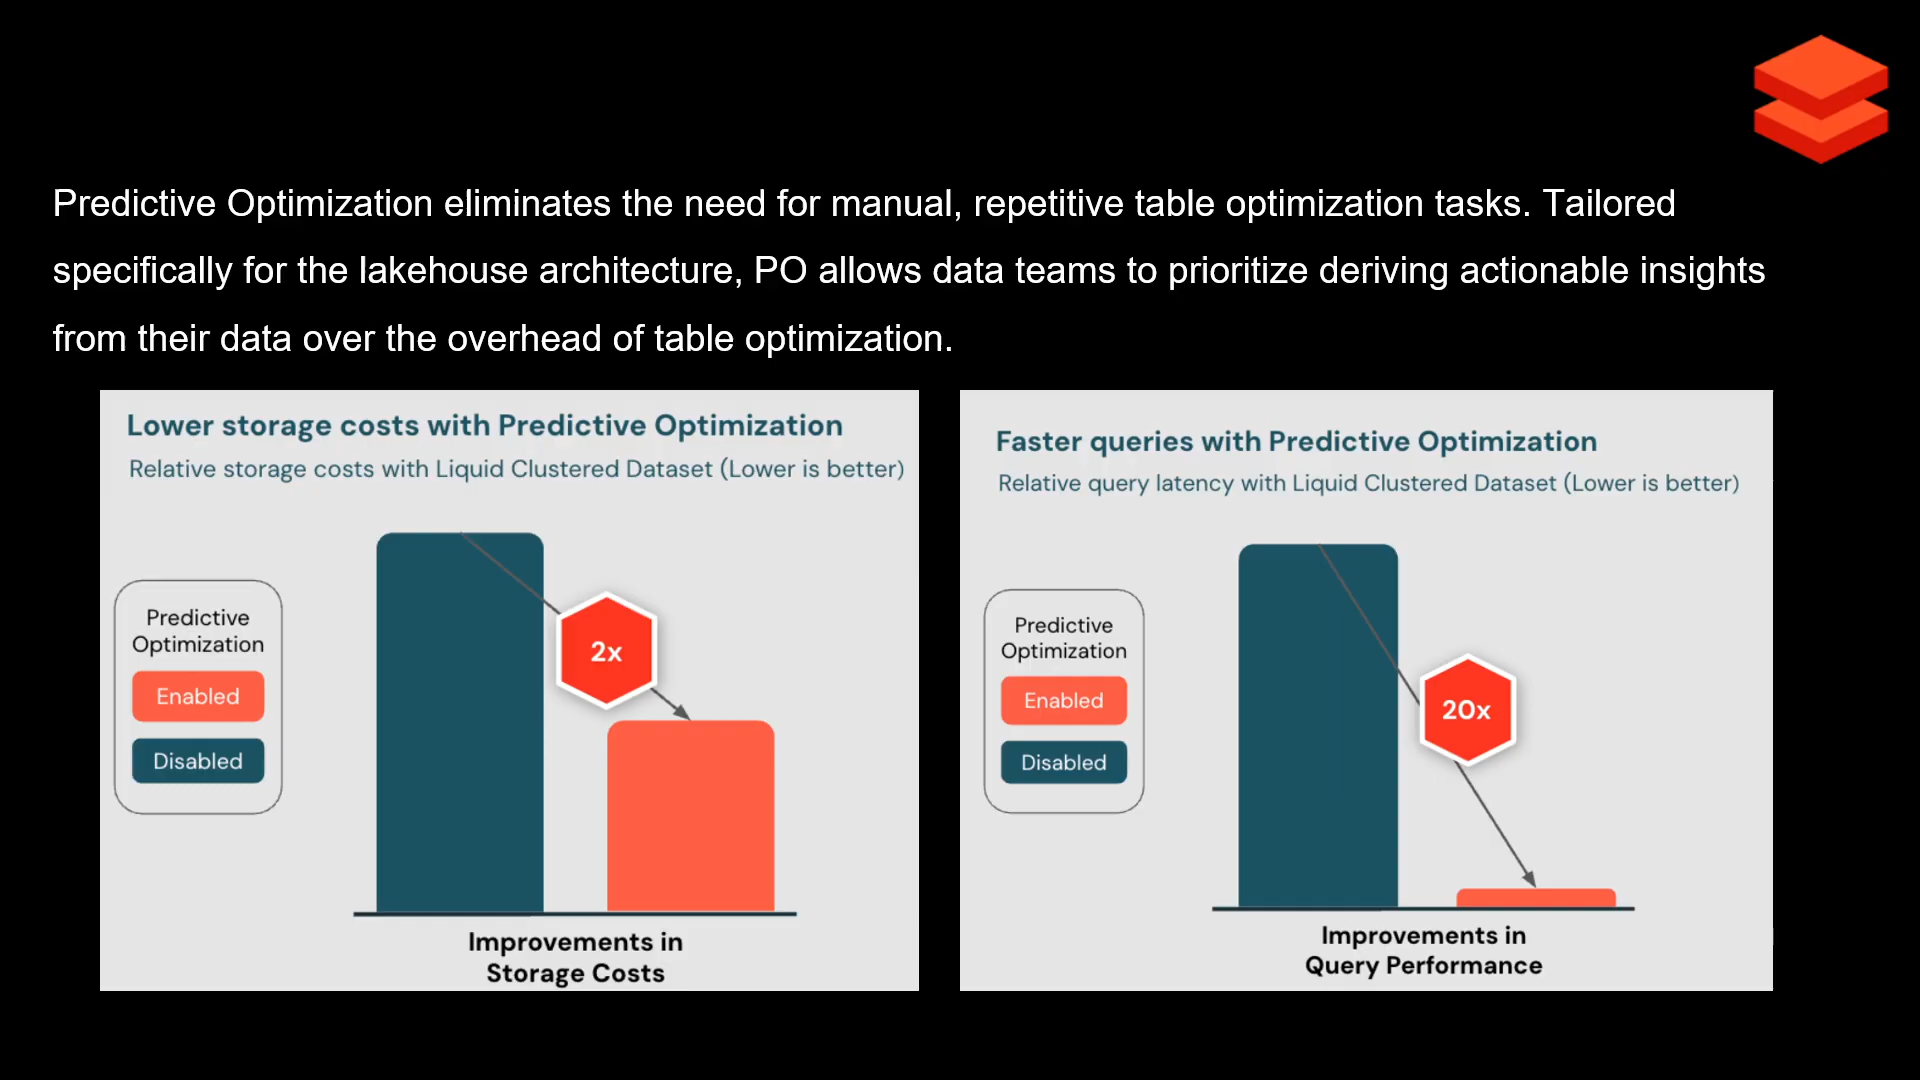 Predictive Optimization eliminates the need for manual, repetitive table optimization tasks. Tailored
specifically for the lakehouse architecture, PO allows data teams to prioritize deriving actionable insights
from their data over the overhead of table optimization.
Lower storage costs with Predictive Optimization
Relative storage costs with Liquid Clustered Dataset (Lower is better)
Predictive
Optimization
Enabled
Disabled
2x
Improvements in
Storage Costs
Faster queries with Predictive Optimization
Relative query latency with Liquid Clustered Dataset (Lower is better)
Predictive
Optimization
Enabled
Disabled
20x
Improvements in
Query Performance